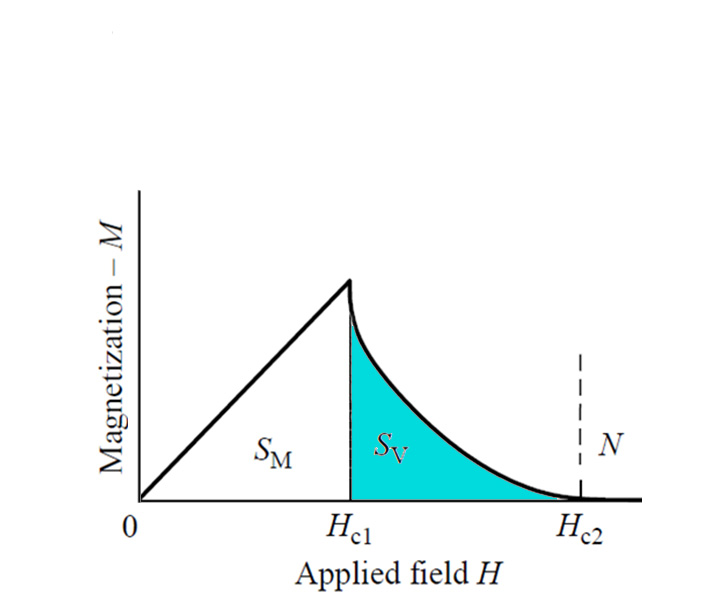 Magnetization – M
S_M
S_V
N
0
H_c1
H_c2
Applied field H